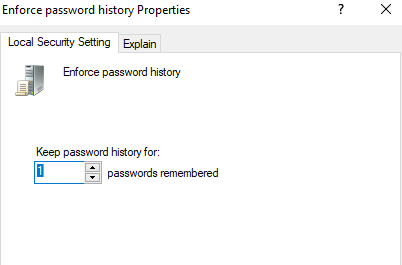 Enforce password history Properties
? ×
Local Security Setting Explain
Enforce password history
Keep password history for:
1 passwords remembered